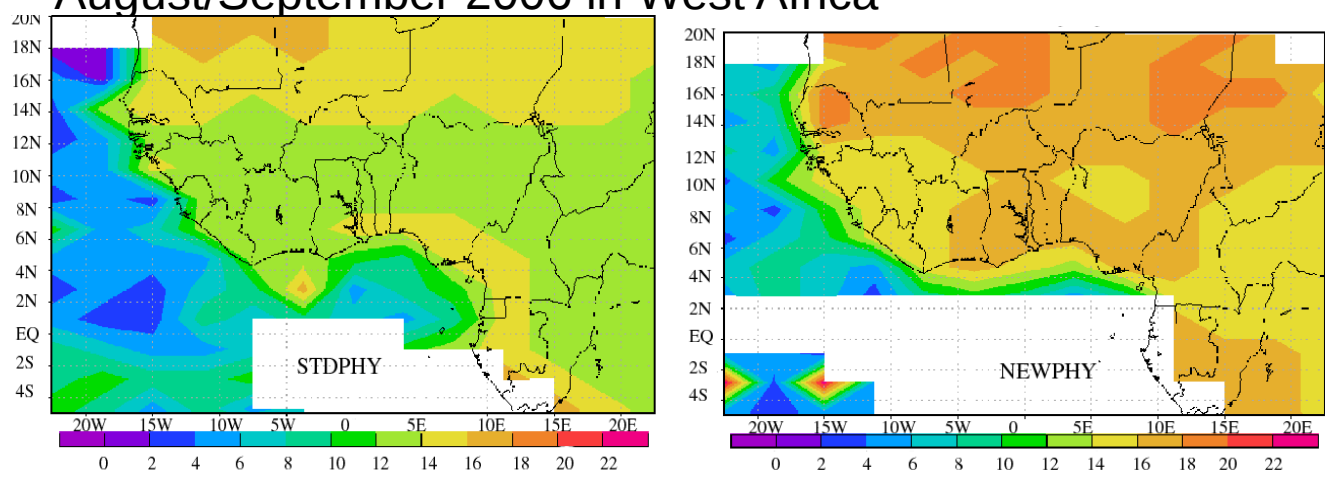 August/September 2006 in West Africa
20N
18N
16N
14N
12N
10N
8N
6N
4N
2N
EQ
2S
4S
STDPHY
20W 15W 10W 5W 0 5E 10E 15E 20E
0 2 4 6 8 10 12 14 16 18 20 22
20N
18N
16N
14N
12N
10N
8N
6N
4N
2N
EQ
2S
4S
NEWPHY
20W 15W 10W 5W 0 5E 10E 15E 20E
0 2 4 6 8 10 12 14 16 18 20 22